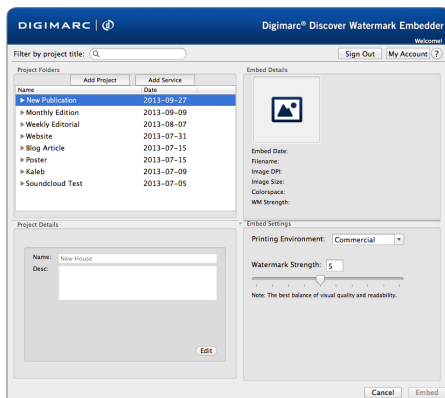 DIGIMARC
Digimarc® Discover Watermark Embedder
Welcome!
Filter by project title:
Sign Out
My Account
?
Project Folders
Add Project
Add Service
Name
Date
New Publication 2013-09-27
Monthly Edition 2013-09-09
Weekly Editorial 2013-08-07
Website 2013-07-31
Blog Article 2013-07-15
Poster 2013-07-15
Kaleb 2013-07-09
Soundcloud Test 2013-07-05
Embed Details
Embed Date:
Filename:
Image DPI:
Image Size:
Colorspace:
WM Strength:
Project Details
Name: New House
Desc:
Edit
Embed Settings
Printing Environment: Commercial
Watermark Strength: 5
Note: The best balance of visual quality and readability.
Cancel
Embed